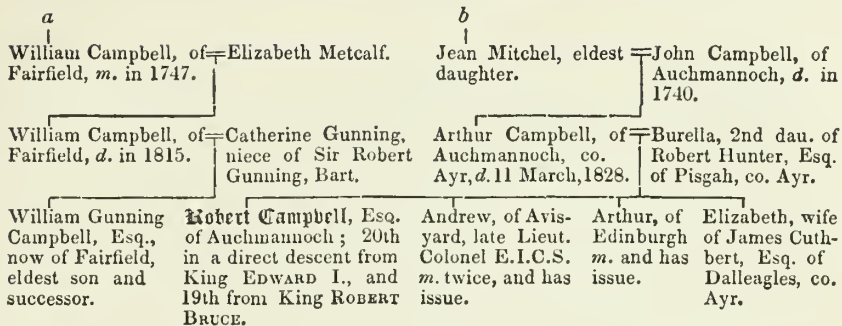 a
William Campbell, of = Elizabeth Metcalf.
Fairfield, m. in 1747.
b
Jean Mitchel, eldest = John Campbell, of
daughter.
Auchmannoch, d. in
1740.
William Campbell, of = Catherine Gunning,
Fairfield, d. in 1815.
niece of Sir Robert
Gunning, Bart.
Arthur Campbell, of = Burella, 2nd dau. of
Auchmannoch, co.
Ayr, d. 11 March, 1828.
Robert Hunter, Esq.
of Pisgah, co. Ayr.
William Gunning
Campbell, Esq.,
now of Fairfield,
eldest son and
successor.
Robert Campbell, Esq.
of Auchmannoch; 20th
in a direct descent from
King EDWARD I., and
19th from King ROBERT
BRUCE.
Andrew, of Avis-
yard, late Lieut.
Colonel E.I.C.S.
m. twice, and has
issue.
Arthur, of
Edinburgh
m. and has
issue.
Elizabeth, wife
of James Cuth-
bert, Esq. of
Dalleagles, co.
Ayr.